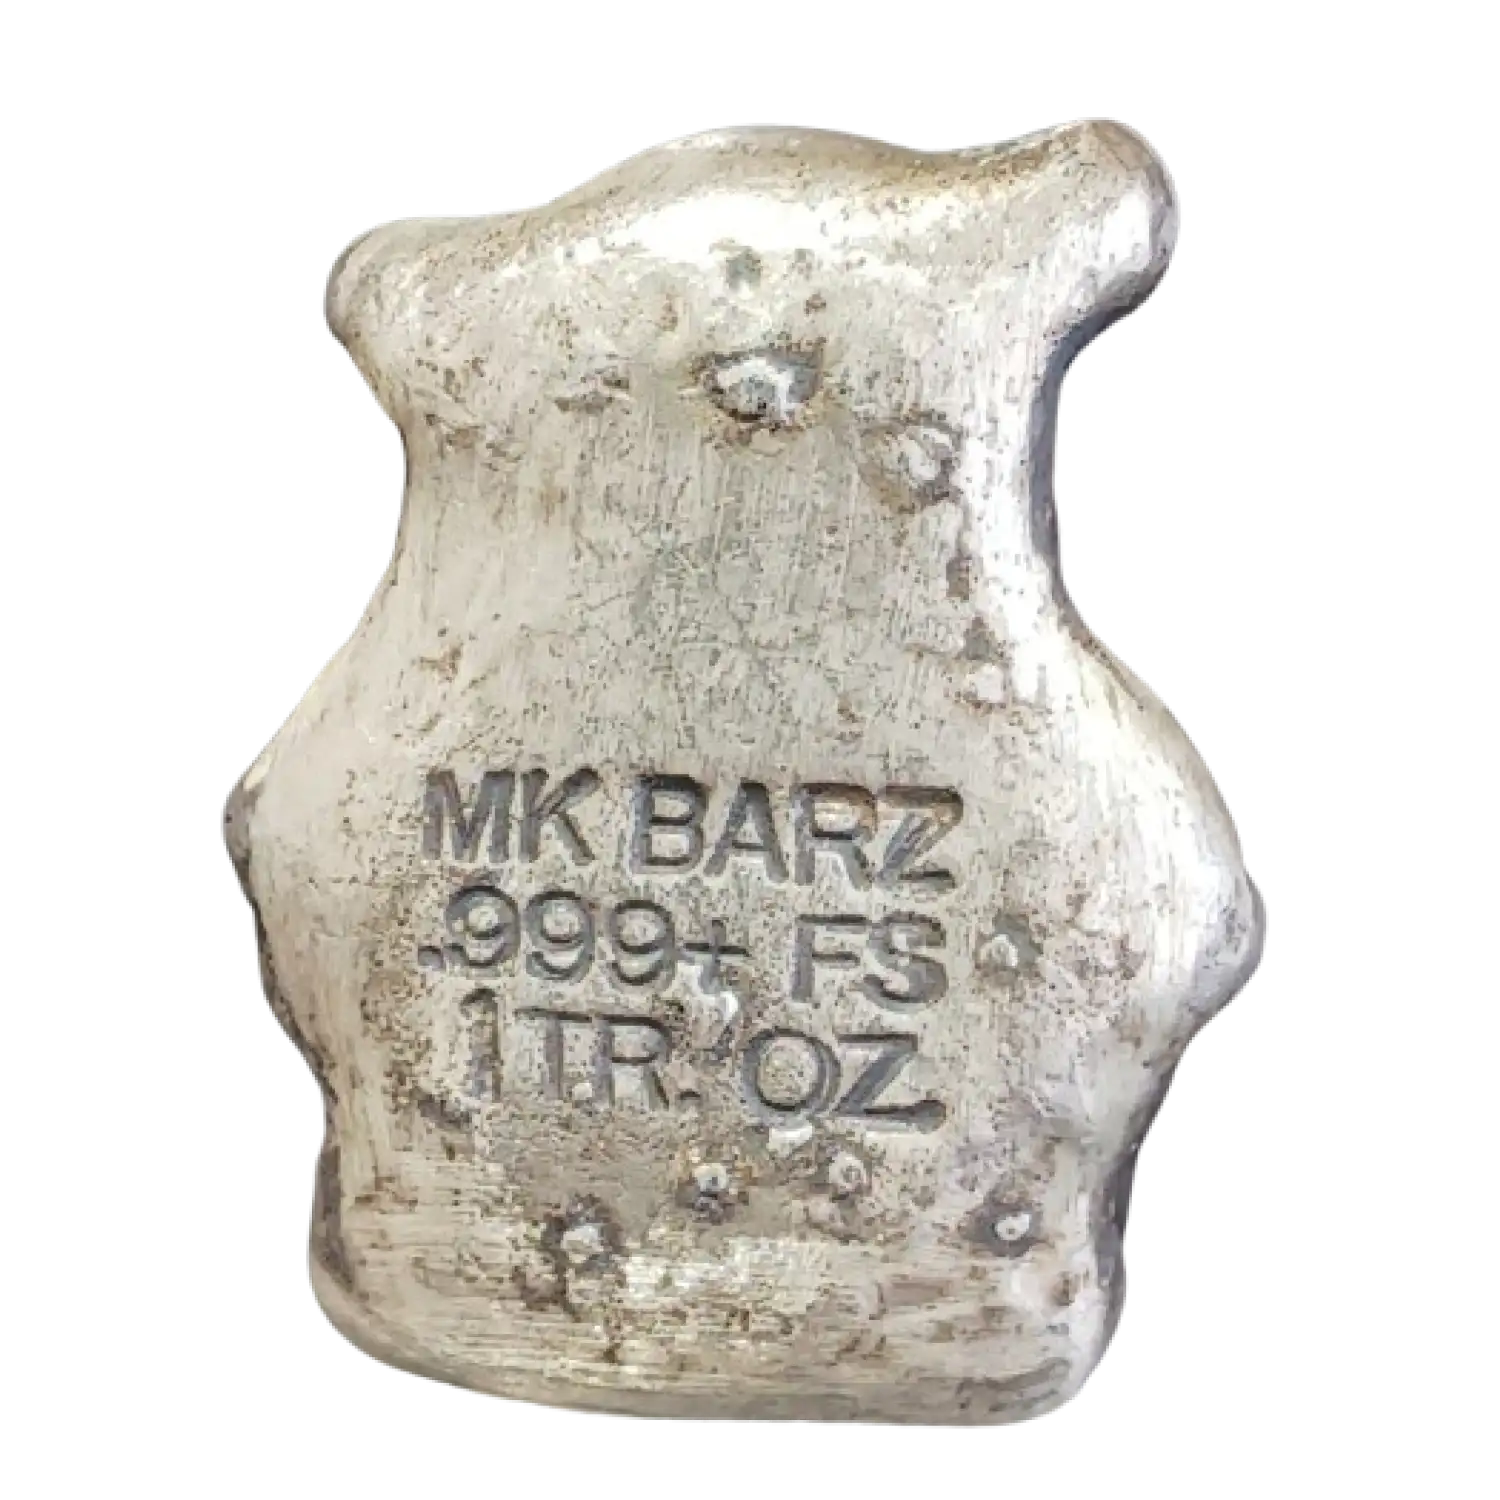 MK BARZ
.999+ FS
1 TR. OZ